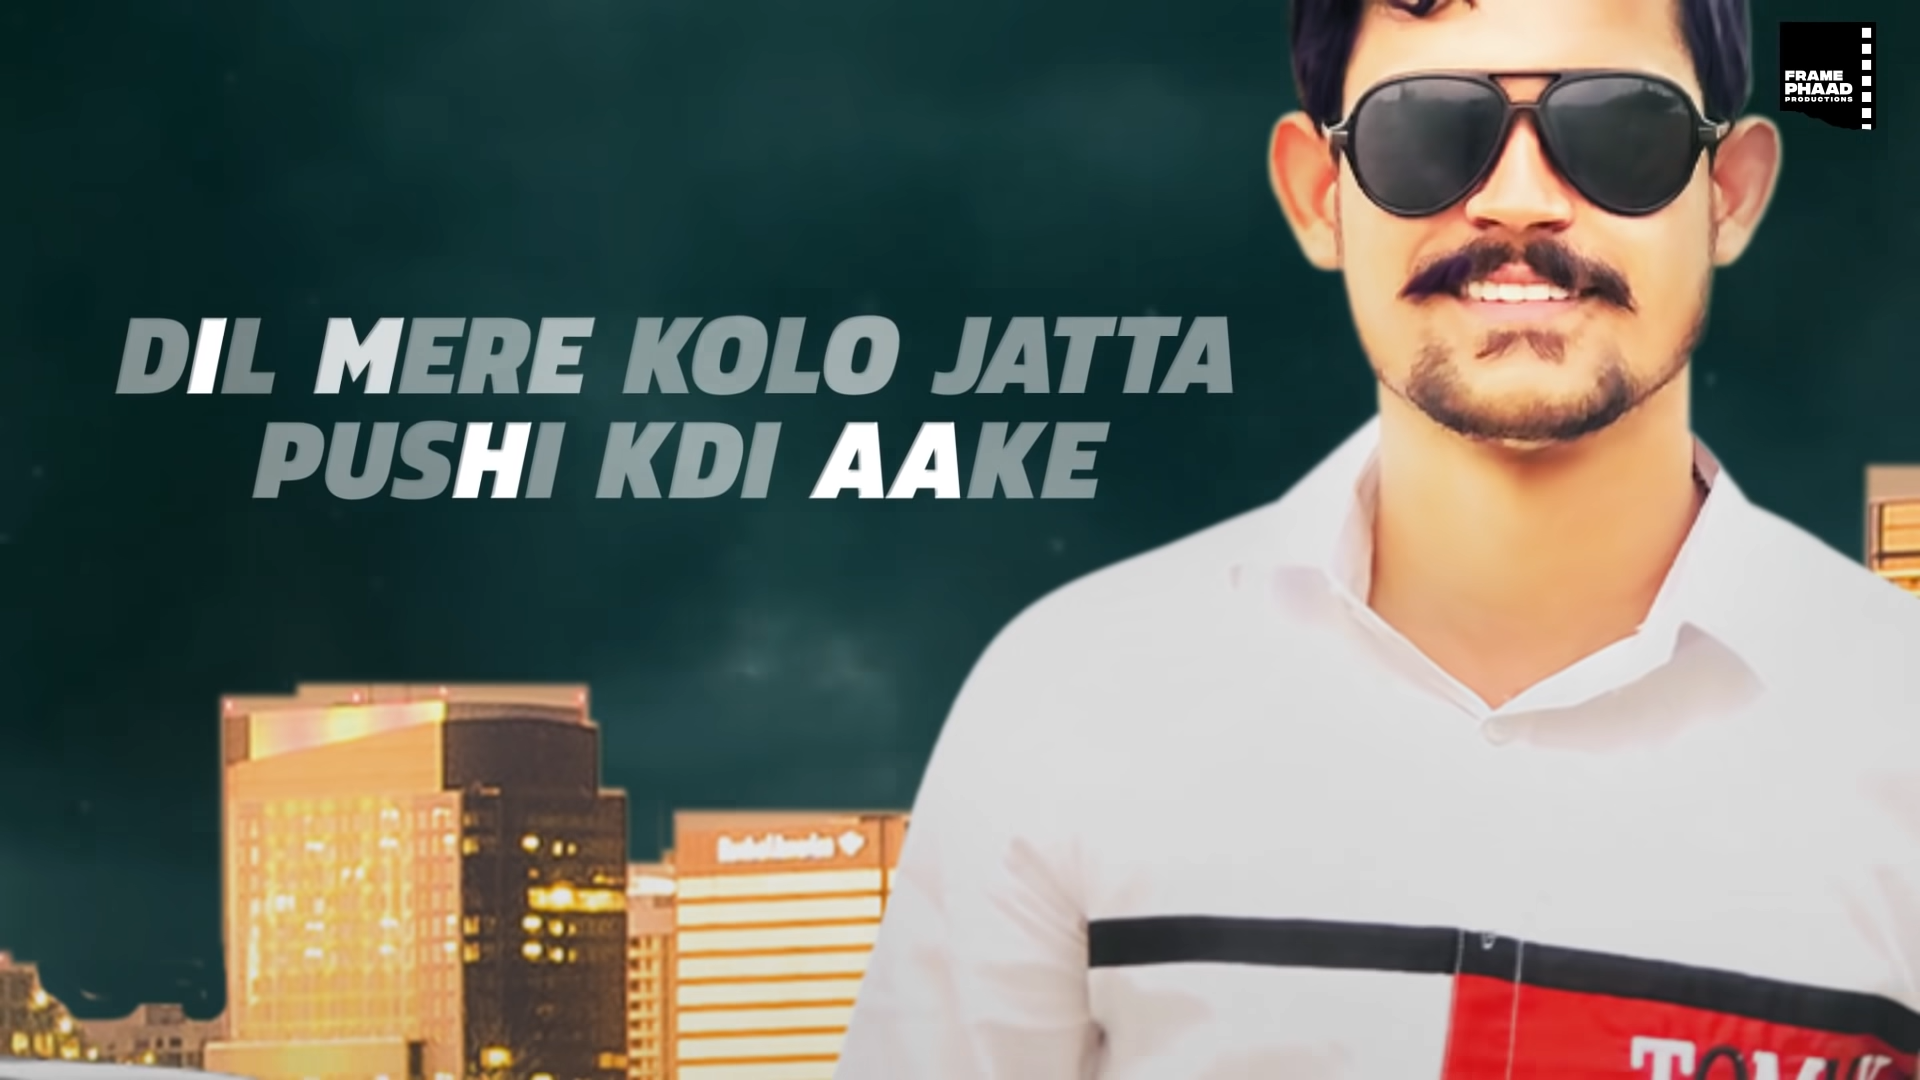 DIL MERE KOLO JATTA
PUSHI KDI AAKE
FRAME
PHAAD
PRODUCTIONS